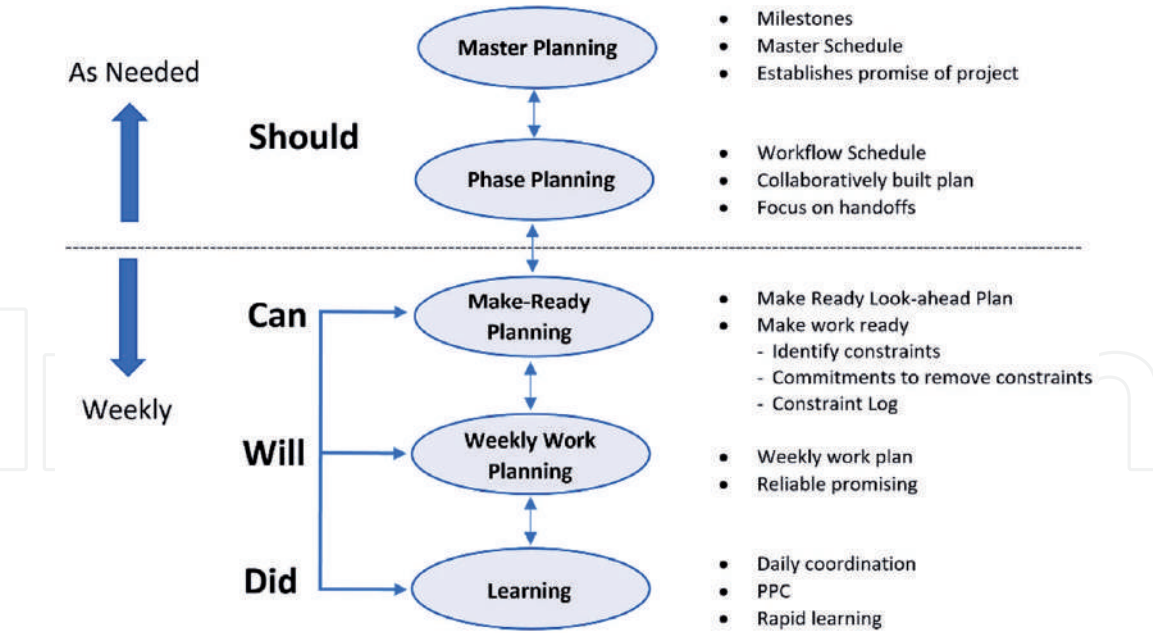 Master Planning
• Milestones
• Master Schedule
• Establishes promise of project
As Needed
Should
Phase Planning
• Workflow Schedule
• Collaboratively built plan
• Focus on handoffs
Can
Make-Ready
Planning
• Make Ready Look-ahead Plan
• Make work ready
- Identify constraints
- Commitments to remove constraints
- Constraint Log
Weekly
Will
Weekly Work
Planning
• Weekly work plan
• Reliable promising
Did
Learning
• Daily coordination
• PPC
• Rapid learning